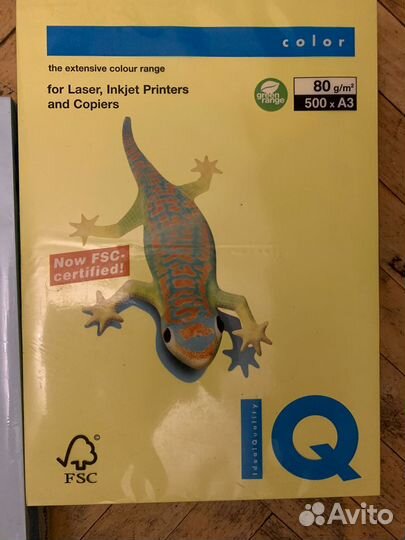 color
the extensive colour range
for Laser, Inkjet Printers
and Copiers
green
range
80 g/m²
500 x A3
Now FSC-
certified!
IdealQuality
IQ
©
FSC
Avito